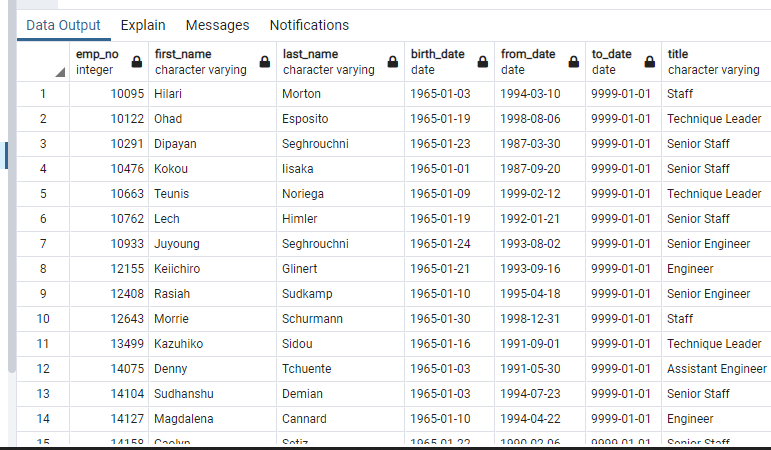 Data Output Explain Messages Notifications
emp_no first_name last_name birth_date from_date to_date title
integer character varying character varying date date date character varying
1 10095 Hilari Morton 1965-01-03 1994-03-10 9999-01-01 Staff
2 10122 Ohad Esposito 1965-01-19 1998-08-06 9999-01-01 Technique Leader
3 10291 Dipayan Seghrouchni 1965-01-23 1987-03-30 9999-01-01 Senior Staff
4 10476 Kokou Iisaka 1965-01-01 1987-09-20 9999-01-01 Senior Staff
5 10663 Teunis Noriega 1965-01-09 1999-02-12 9999-01-01 Technique Leader
6 10762 Lech Himler 1965-01-19 1992-01-21 9999-01-01 Senior Staff
7 10933 Juyoung Seghrouchni 1965-01-24 1993-08-02 9999-01-01 Senior Engineer
8 12155 Keiichiro Glinert 1965-01-21 1993-09-16 9999-01-01 Engineer
9 12408 Rasiah Sudkamp 1965-01-10 1995-04-18 9999-01-01 Senior Engineer
10 12643 Morrie Schurmann 1965-01-30 1998-12-31 9999-01-01 Staff
11 13499 Kazuhiko Sidou 1965-01-16 1991-09-01 9999-01-01 Technique Leader
12 14075 Denny Tchuente 1965-01-03 1991-05-30 9999-01-01 Assistant Engineer
13 14104 Sudhanshu Demian 1965-01-03 1994-07-23 9999-01-01 Senior Staff
14 14127 Magdalena Cannard 1965-01-10 1994-04-22 9999-01-01 Engineer
15 14158 1965-01-22 1990-02-06 9999-01-01 Senior Staff